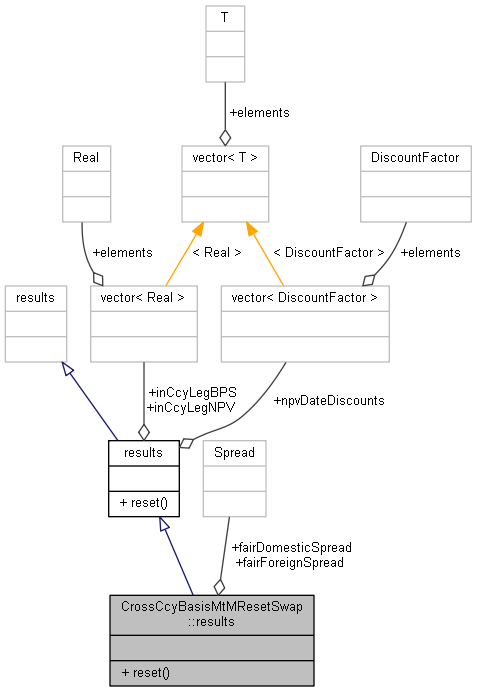 T
+elements
Real
vector< T >
DiscountFactor
+elements
< Real >
< DiscountFactor >
+elements
results
vector< Real >
vector< DiscountFactor >
+inCcyLegBPS
+inCcyLegNPV
+npvDateDiscounts
results
+ reset()
Spread
+fairDomesticSpread
+fairForeignSpread
CrossCcyBasisMtMResetSwap
::results
+ reset()